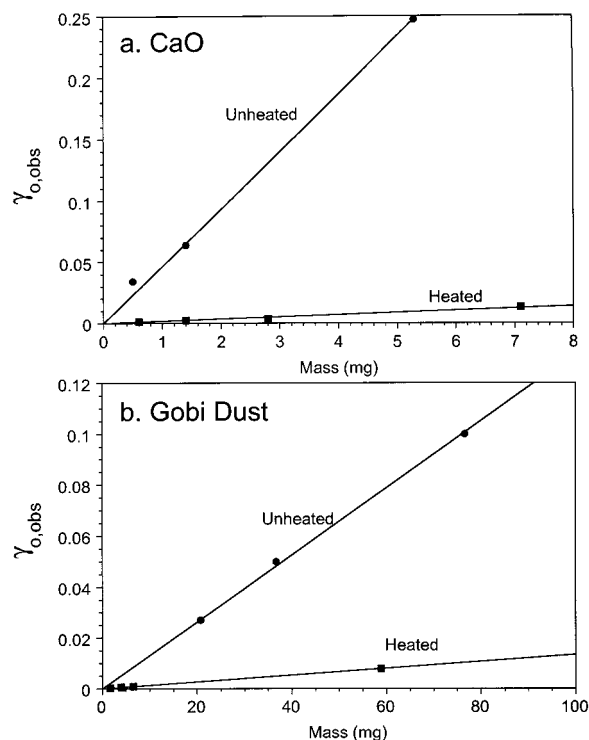 a. CaO
0.25
0.2
0.15
0.1
0.05
0
γo,obs
Unheated
Heated
0 1 2 3 4 5 6 7 8
Mass (mg)
b. Gobi Dust
0.12
0.1
0.08
0.06
0.04
0.02
0
γo,obs
Unheated
Heated
0 20 40 60 80 100
Mass (mg)